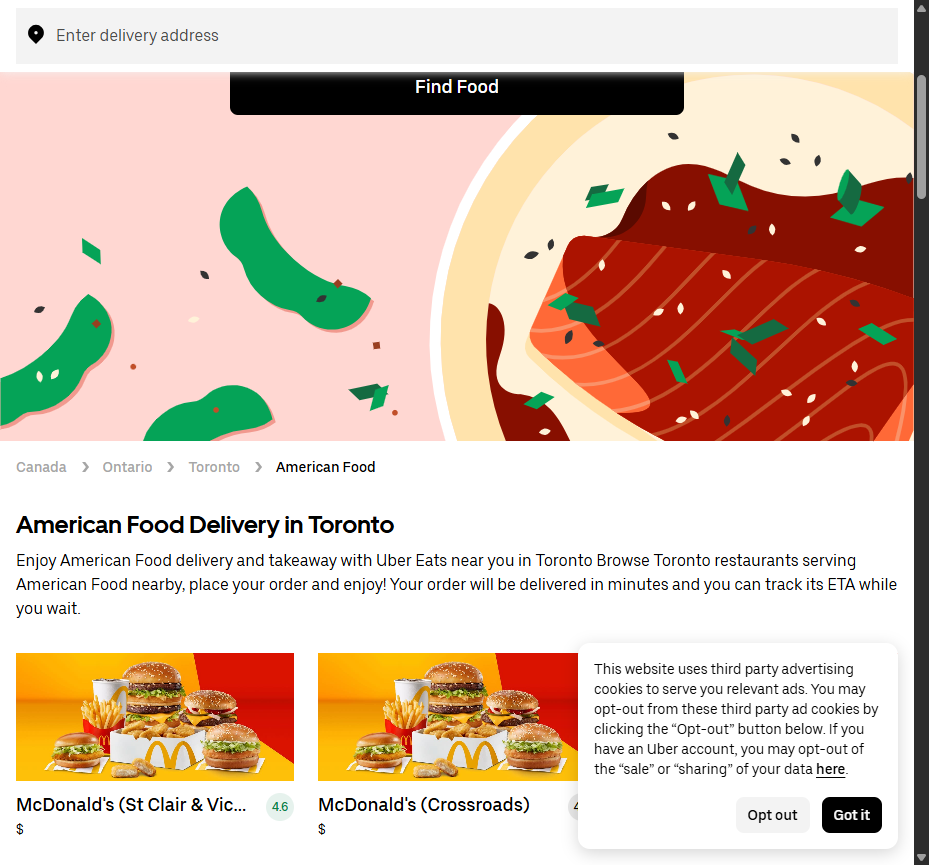 Enter delivery address
Find Food
Canada
Ontario
Toronto
American Food
American Food Delivery in Toronto
Enjoy American Food delivery and takeaway with Uber Eats near you in Toronto Browse Toronto restaurants serving
American Food nearby, place your order and enjoy! Your order will be delivered in minutes and you can track its ETA while
you wait.
McDonald's (St Clair & Vic...
4.6
$
McDonald's (Crossroads)
$
This website uses third party advertising
cookies to serve you relevant ads. You may
opt-out from these third party ad cookies by
clicking the “Opt-out” button below. If you
have an Uber account, you may opt-out of
the “sale” or “sharing” of your data here.
Opt out
Got it